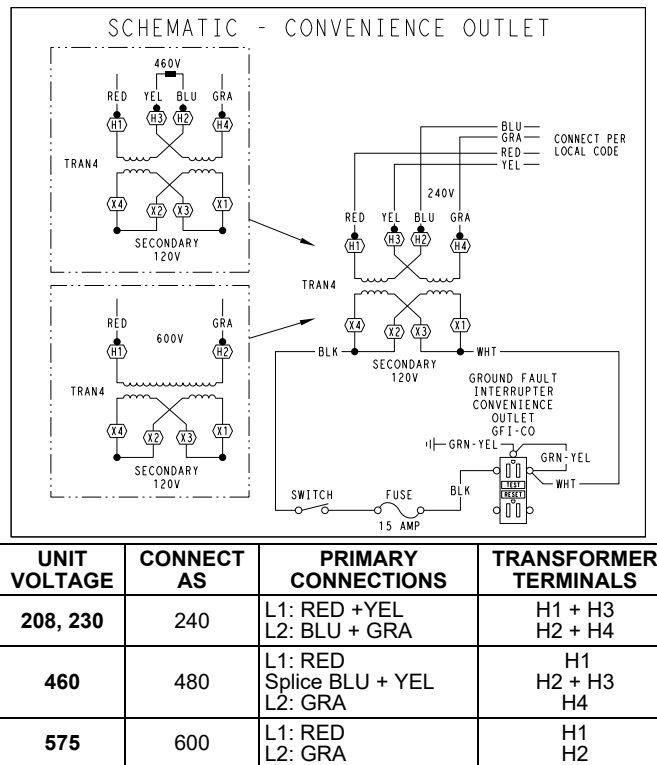 SCHEMATIC - CONVENIENCE OUTLET
460V
RED YEL BLU GRA
H1 H3 H2 H4
TRAN4
X4 X2 X3 X1
SECONDARY
120V
RED GRA
600V
H1 H2
TRAN4
X4 X2 X3 X1
SECONDARY
120V
BLU
GRA
RED
YEL
CONNECT PER
LOCAL CODE
240V
RED YEL BLU GRA
H1 H3 H2 H4
TRAN4
X4 X2 X3 X1
BLK
WHT
SECONDARY
120V
GROUND FAULT
INTERRUPTER
CONVENIENCE
OUTLET
GFI-CO
GRN-YEL
GRN-YEL
WHT
TEST
RESET
BLK
SWITCH
FUSE
15 AMP
UNIT VOLTAGE
CONNECT AS
PRIMARY CONNECTIONS
TRANSFORMER TERMINALS
208, 230
240
L1: RED +YEL
L2: BLU + GRA
H1 + H3
H2 + H4
460
480
L1: RED
Splice BLU + YEL
L2: GRA
H1
H2 + H3
H4
575
600
L1: RED
L2: GRA
H1
H2